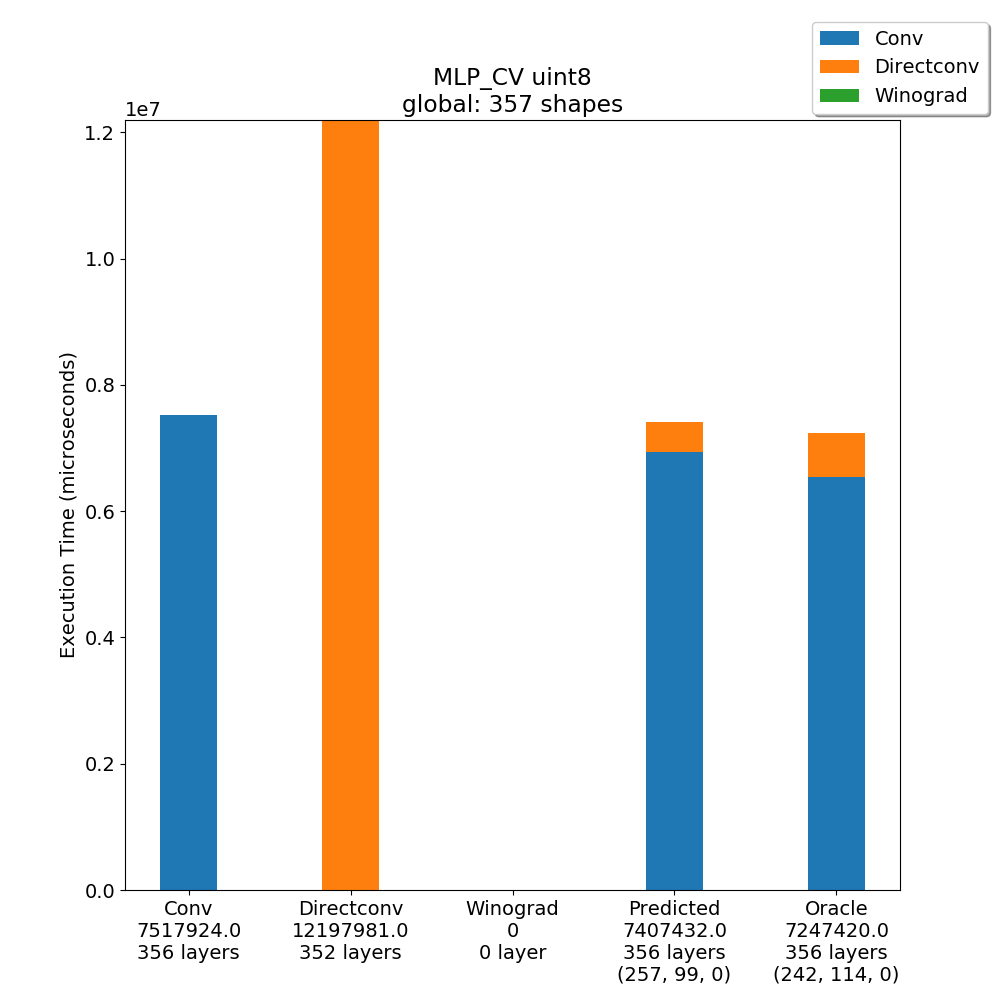 Conv
Directconv
Winograd
MLP_CV uint8
global: 357 shapes
1e7
1.2
1.0
0.8
0.6
0.4
0.2
0.0
Execution Time (microseconds)
Conv
7517924.0
356 layers
Directconv
12197981.0
352 layers
Winograd
0
0 layer
Predicted
7407432.0
356 layers
(257, 99, 0)
Oracle
7247420.0
356 layers
(242, 114, 0)